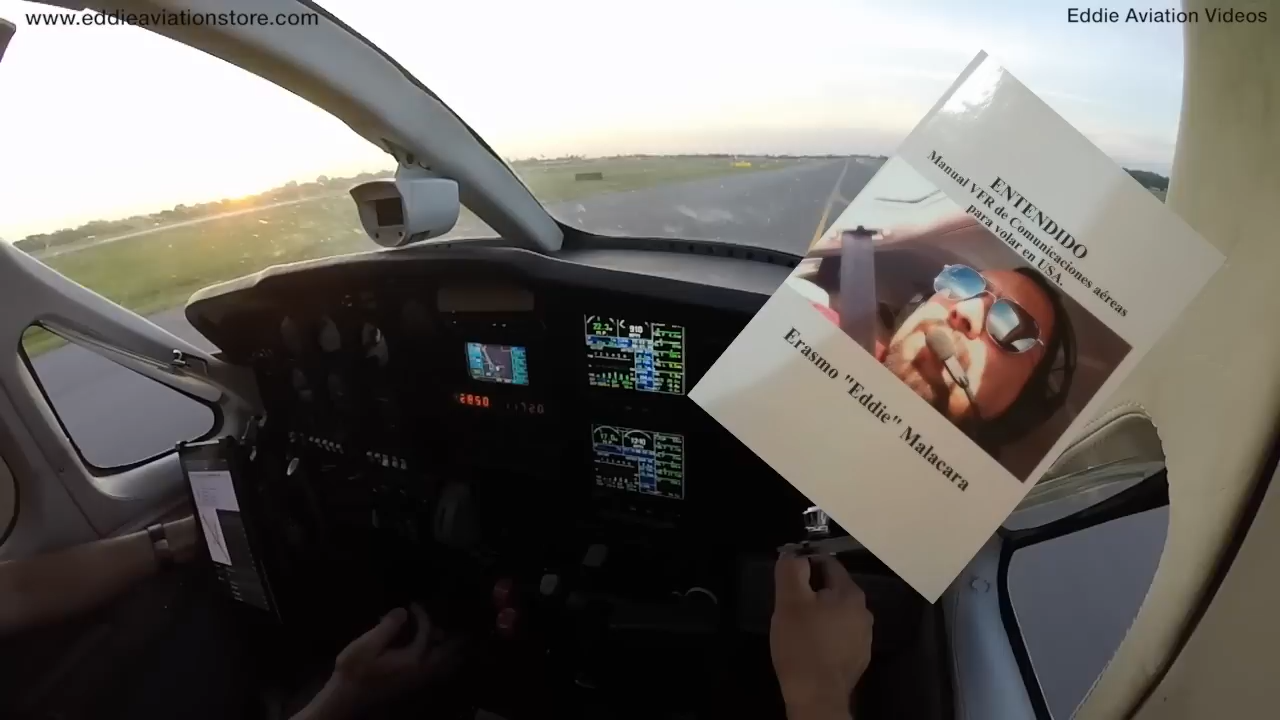 www.eddieaviationstore.com
Eddie Aviation Videos
ENTENDIDO
Manual VFR de Comunicaciones aéreas
para volar en USA.
Erasmo "Eddie" Malacara
2850